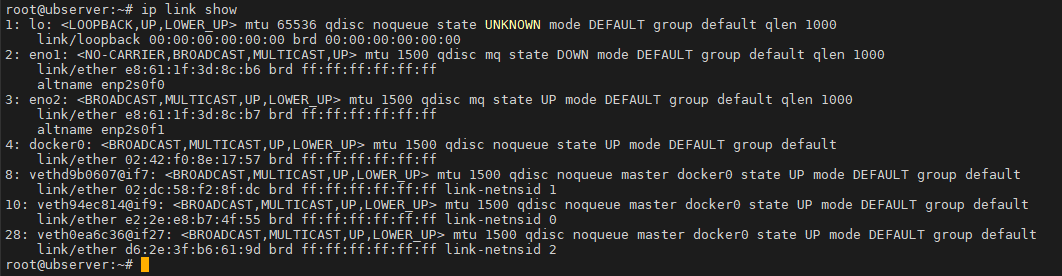 root@ubserver:~# ip link show
1: lo: <LOOPBACK,UP,LOWER_UP> mtu 65536 qdisc noqueue state UNKNOWN mode DEFAULT group default qlen 1000
    link/loopback 00:00:00:00:00:00 brd 00:00:00:00:00:00
2: eno1: <NO-CARRIER,BROADCAST,MULTICAST,UP> mtu 1500 qdisc mq state DOWN mode DEFAULT group default qlen 1000
    link/ether e8:61:1f:3d:8c:b6 brd ff:ff:ff:ff:ff:ff
    altname enp2s0f0
3: eno2: <BROADCAST,MULTICAST,UP,LOWER_UP> mtu 1500 qdisc mq state UP mode DEFAULT group default qlen 1000
    link/ether e8:61:1f:3d:8c:b7 brd ff:ff:ff:ff:ff:ff
    altname enp2s0f1
4: docker0: <BROADCAST,MULTICAST,UP,LOWER_UP> mtu 1500 qdisc noqueue state UP mode DEFAULT group default
    link/ether 02:42:f0:8e:17:57 brd ff:ff:ff:ff:ff:ff
8: vethd9b0607@if7: <BROADCAST,MULTICAST,UP,LOWER_UP> mtu 1500 qdisc noqueue master docker0 state UP mode DEFAULT group default
    link/ether 02:dc:58:f2:8f:dc brd ff:ff:ff:ff:ff:ff link-netnsid 1
10: veth94ec814@if9: <BROADCAST,MULTICAST,UP,LOWER_UP> mtu 1500 qdisc noqueue master docker0 state UP mode DEFAULT group default
    link/ether e2:2e:e8:b7:4f:55 brd ff:ff:ff:ff:ff:ff link-netnsid 0
28: veth0ea6c36@if27: <BROADCAST,MULTICAST,UP,LOWER_UP> mtu 1500 qdisc noqueue master docker0 state UP mode DEFAULT group default
    link/ether d6:2e:3f:b6:61:9d brd ff:ff:ff:ff:ff:ff link-netnsid 2
root@ubserver:~#